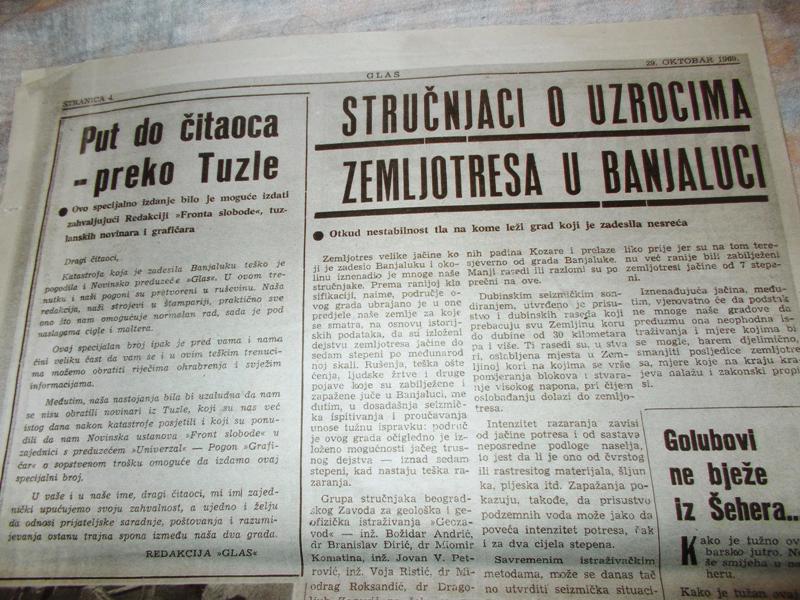 STRANICA 4.
GLAS
29. OKTOBAR 1969.
Put do čitaoca
– preko Tuzle
● Ovo specijalno izdanje bilo je moguće izdati
zahvaljujući Redakciji »Fronta slobode«, tuz-
lanskih novinara i grafičara
Dragi čitaoci,
Katastrofa koja je zadesila Banjaluku teško je
pogodila i Novinsko preduzeće »Glas«. U ovom tre-
nutku i naši pogoni su pretvoreni u ruševinu. Naša
redakcija, naši strojevi u štampariji, praktično sve
ono što nam omogućuje normalan rad, sada je pod
naslagama cigle i maltera.
Ovaj specijalan broj ipak je pred vama i nama
čini veliku čast da vam se i u ovim teškim trenuci-
ma možemo obratiti riječima ohrabrenja i svježim
informacijama.
Međutim, naša nastojanja bila bi uzaludna da nam
se nisu obratili novinari iz Tuzle, koji su nas već
istog dana nakon katastrofe posjetili i koji su ponu-
dili da nam Novinska ustanova »Front slobode« u
zajednici s preduzećem »Univerzal« — Pogon »Grafi-
čar« o sopstvenom trošku omoguće da izdamo ovaj
specijalni broj.
U vaše i u naše ime, dragi čitaoci, mi im zajed-
nički upućujemo svoju zahvalnost, a ujedno i želju
da odnosi prijateljske saradnje, poštovanja i razumi-
jevanja ostanu trajna spona između naša dva grada.
REDAKCIJA »GLAS«
STRUČNJACI O UZROCIMA
ZEMLJOTRESA U BANJALUCI
● Otkud nestabilnost tla na kome leži grad koji je zadesila nesreća
Zemljotres velike jačine ko
ji je zadesio Banjaluku i oko-
linu iznenadio je mnoge naše
stručnjake. Prema ranijoj kla
sifikaciji, naime, područje o-
vog grada ubrajano je u one
predjele naše zemlje za koje
se smatra, na osnovu istorij-
skih podataka, da su izloženi
dejstvu zemljotresa jačine do
sedam stepeni po međunarod
noj skali. Rušenja, teška ošte
ćenja, ljudske žrtve i druge
pojave koje su zabilježene i
zapažene juče u Banjaluci, me
đutim, u dosadašnja seizmič-
ka ispitivanja i proučavanja
unose tužnu ispravku: područ
je ovog grada očigledno je iz-
loženo mogućnosti jačeg trus-
nog dejstva — iznad sedam
stepeni, kad nastaju teška ra-
zaranja.
Grupa stručnjaka beograd-
skog Zavoda za geološka i ge-
ofizička istraživanja »Geoza-
vod« — inž. Božidar Andrić,
dr Branislav Ćirić, dr Miomir
Komatina, inž. Jovan V. Pet-
rović, inž. Voja Ristić, dr Mi-
odrag Roksandić, dr Drago-
nih padina Kozare i prelaze
sjeverno od grada Banjaluke.
Manji rasedi ili razlomi su po
prečni na ove.
Dubinskim seizmičkim son-
diranjem, utvrđeno je prisus-
tvo i dubinskih raseda koji
prebacuju svu Zemljinu koru
do dubine od 30 kilometara
pa i više. Ti rasedi su, u stva
ri, oslabljena mjesta u Zem-
ljinoj kori na kojima se vrše
pomjeranja blokova i stvara-
nje visokog napona, pri čijem
oslobađanju dolazi do zemljo-
tresa.
Intenzitet razaranja zavisi
od jačine potresa i od sastava
neposredne podloge naselja,
to jest da li je ono od čvrstog
ili rastresitog materijala, šljun
ka, pijeska itd. Zapažanja po-
kazuju, takođe, da prisustvo
podzemnih voda može jako da
poveća intenzitet potresa, čak
i za dva cijela stepena.
Savremenim istraživačkim
metodama, može se danas tač
no utvrditi seizmička situaci-
liko prije jer su na tom tere-
nu već ranije bili zabilježeni
zemljotresi jačine od 7 stepe-
ni.
Iznenađujuća jačina, među-
tim, vjerovatno će da podstak
ne mnoge naše gradove da
preduzmu ona neophodna is-
traživanja i mjere kojima bi
se mogle, barem djelimično,
smanjiti posljedice zemljotre
sa, mjere koje na kraju kra-
jeva nalažu i zakonski propi
si.
Golubovi
ne bježe
iz Šehera...
Kako je tužno ov
barsko jutro. Ne
se smijeha u na
heru.
Kako je tužan ova